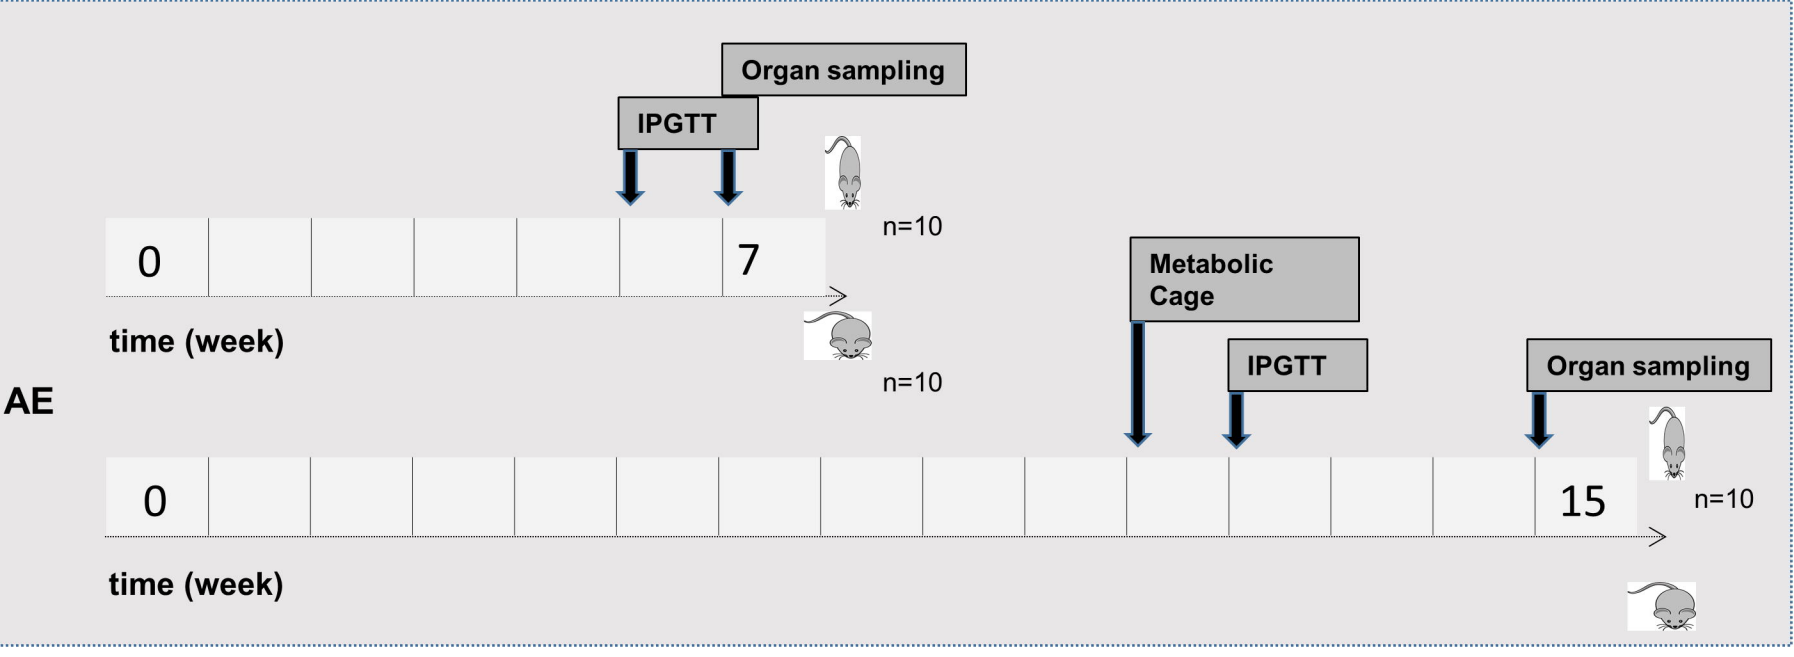 Organ sampling
IPGTT
n=10
0
7
time (week)
n=10
Metabolic
Cage
IPGTT
Organ sampling
AE
0
15
n=10
time (week)